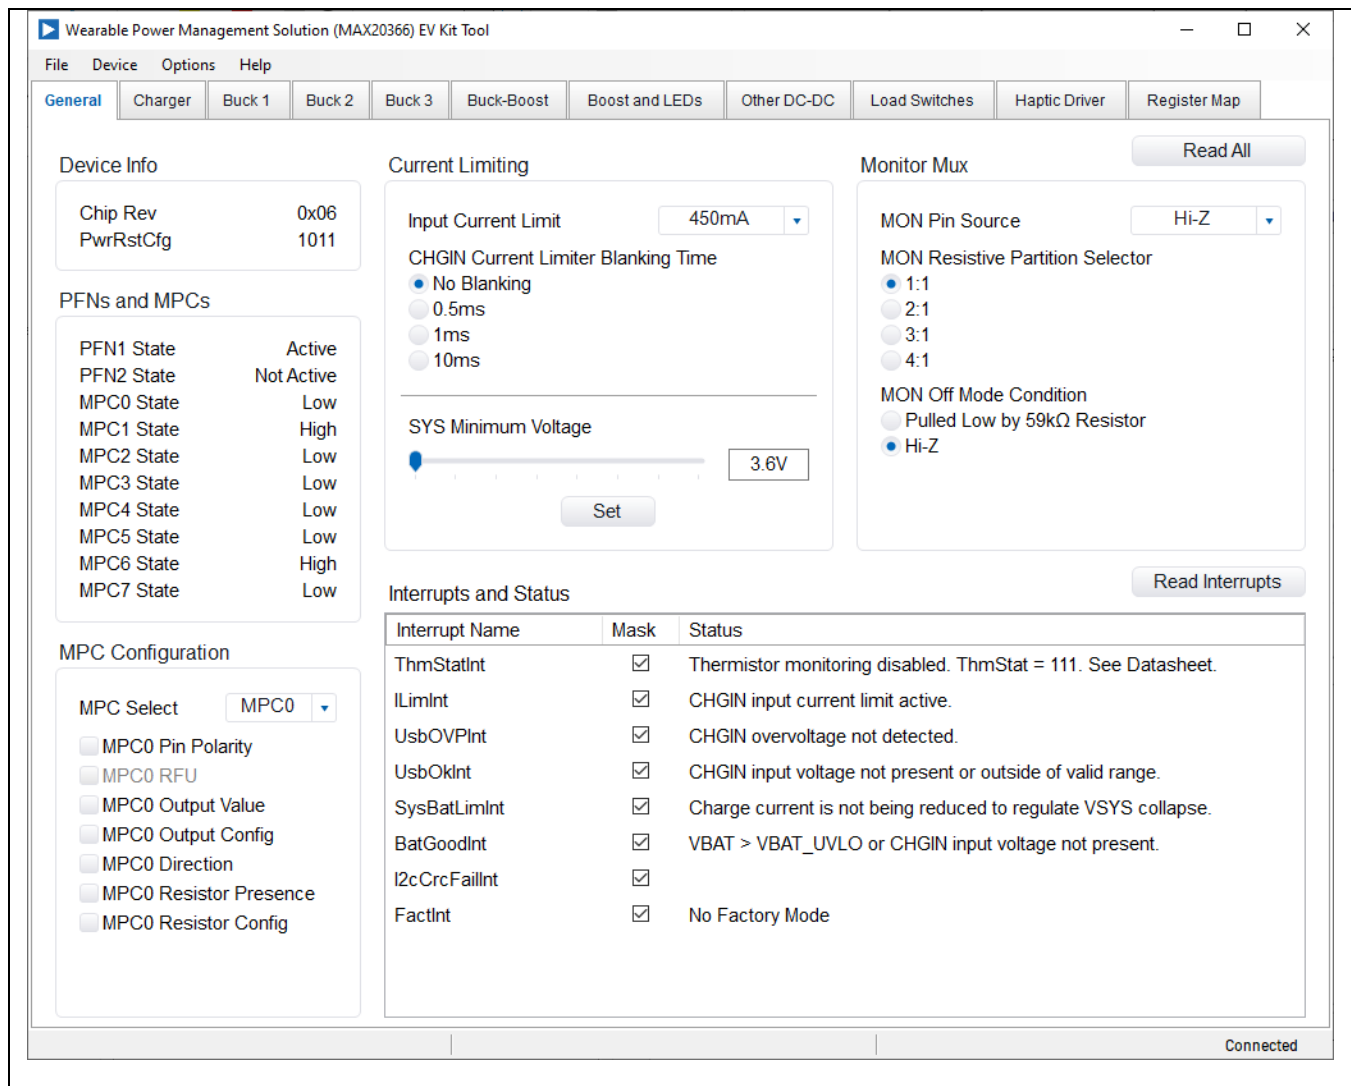 Wearable Power Management Solution (MAX20366) EV Kit Tool
File Device Options Help
General Charger Buck 1 Buck 2 Buck 3 Buck-Boost Boost and LEDs Other DC-DC Load Switches Haptic Driver Register Map
Read All
Device Info
Chip Rev 0x06
PwrRstCfg 1011
PFNs and MPCs
PFN1 State Active
PFN2 State Not Active
MPC0 State Low
MPC1 State High
MPC2 State Low
MPC3 State Low
MPC4 State Low
MPC5 State Low
MPC6 State High
MPC7 State Low
MPC Configuration
MPC Select MPC0
MPC0 Pin Polarity
MPC0 RFU
MPC0 Output Value
MPC0 Output Config
MPC0 Direction
MPC0 Resistor Presence
MPC0 Resistor Config
Current Limiting
Input Current Limit 450mA
CHGIN Current Limiter Blanking Time
No Blanking
0.5ms
1ms
10ms
SYS Minimum Voltage
3.6V
Set
Monitor Mux
MON Pin Source Hi-Z
MON Resistive Partition Selector
1:1
2:1
3:1
4:1
MON Off Mode Condition
Pulled Low by 59kΩ Resistor
Hi-Z
Read Interrupts
Interrupts and Status
Interrupt Name Mask Status
ThmStatInt Thermistor monitoring disabled. ThmStat = 111. See Datasheet.
ILimInt CHGIN input current limit active.
UsbOVPInt CHGIN overvoltage not detected.
UsbOkInt CHGIN input voltage not present or outside of valid range.
SysBatLimInt Charge current is not being reduced to regulate VSYS collapse.
BatGoodInt VBAT > VBAT_UVLO or CHGIN input voltage not present.
I2cCrcFailInt
FactInt No Factory Mode
Connected